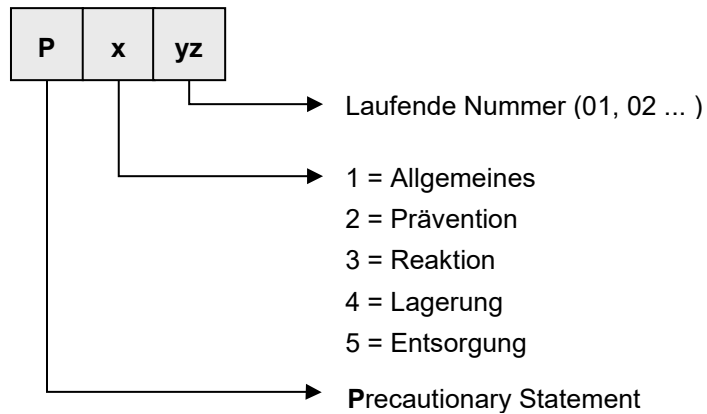 P x yz
Laufende Nummer (01, 02 ... )
1 = Allgemeines
2 = Prävention
3 = Reaktion
4 = Lagerung
5 = Entsorgung
Precautionary Statement